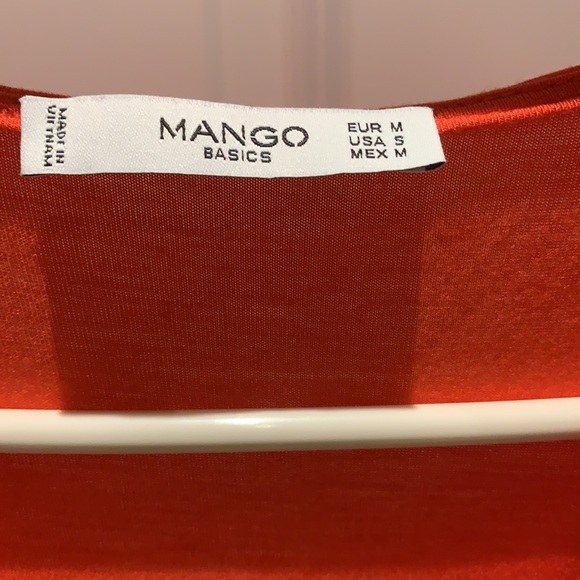 MADE IN
VIETNAM
MANGO
BASICS
EUR M
USA S
MEX M